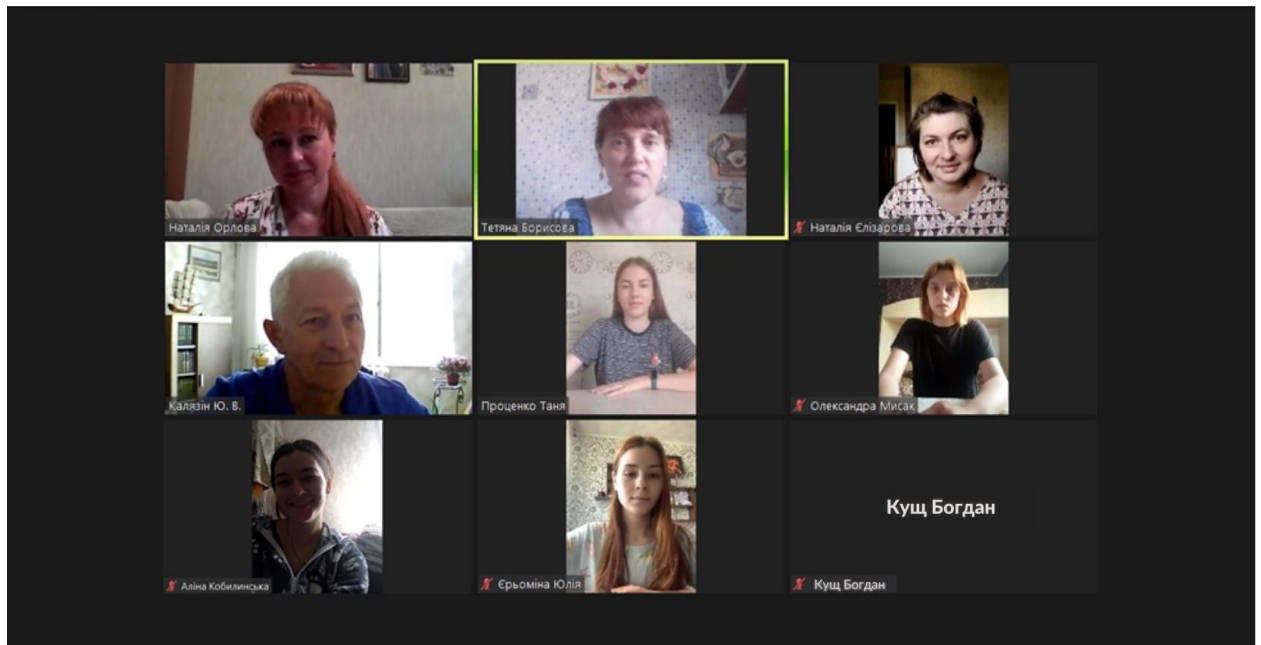 Наталія Орлова
Тетяна Борисова
Наталія Єлізарова
Калязін Ю. В.
Проценко Таня
Олександра Мисак
Аліна Кобилинська
Єрьоміна Юлія
Кущ Богдан
Кущ Богдан